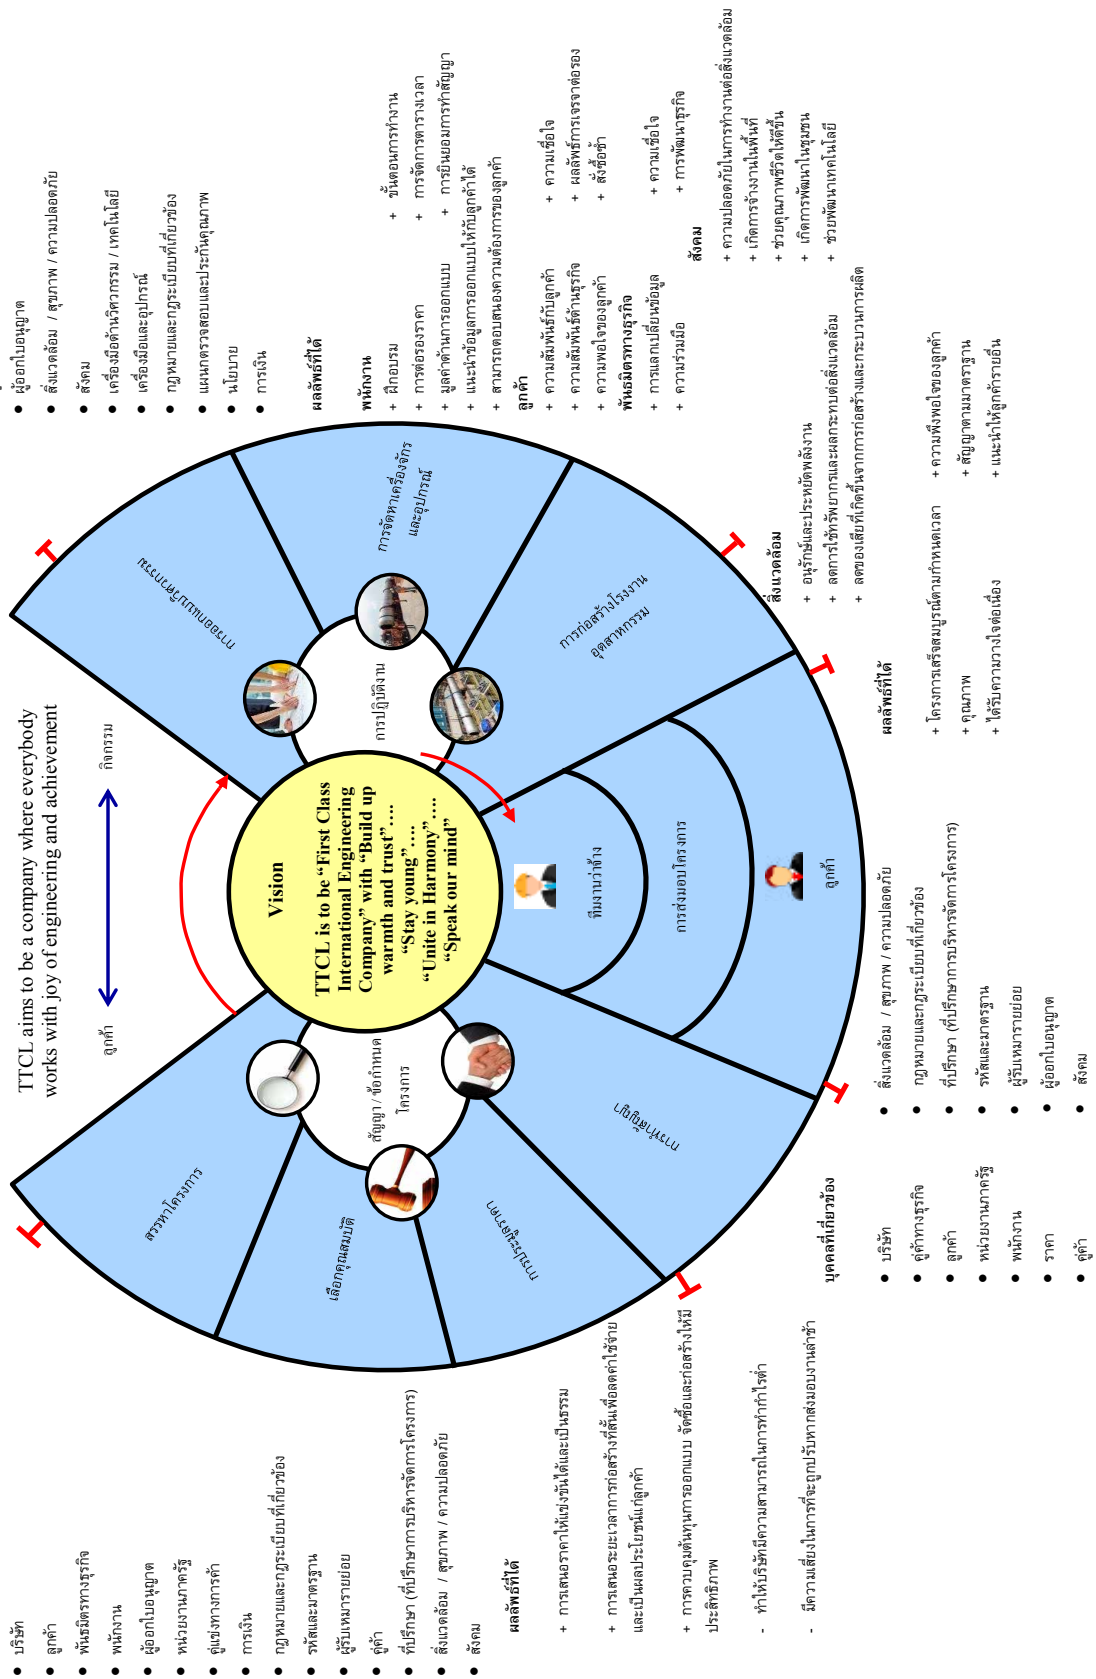 TTCL aims to be a company where everybody
works with joy of engineering and achievement
ลูกค้า
กิจกรรม
บริษัท
ลูกค้า
พันธมิตรทางธุรกิจ
พนักงาน
ผู้ออกใบอนุญาต
หน่วยงานภาครัฐ
คู่แข่งทางการค้า
การเงิน
กฎหมายและกฎระเบียบที่เกี่ยวข้อง
รหัสและมาตรฐาน
ผู้รับเหมารายย่อย
คู่ค้า
ที่ปรึกษา (ที่ปรึกษาการบริหารจัดการโครงการ)
สิ่งแวดล้อม / สุขภาพ / ความปลอดภัย
สังคม
ผลลัพธ์ที่ได้
+ การเสนอราคาให้แข่งขันได้และเป็นธรรม
+ การเสนอระยะเวลาการก่อสร้างที่สั้นเพื่อลดค่าใช้จ่าย
และเป็นผลประโยชน์แก่ลูกค้า
+ การควบคุมต้นทุนการออกแบบ จัดซื้อและก่อสร้างให้มี
ประสิทธิภาพ
- ทำให้บริษัทมีความสามารถในการทำกำไรต่ำ
- มีความเสี่ยงในการที่จะถูกปรับหากส่งมอบงานล่าช้า
สรรหาโครงการ
เลือกคุณสมบัติ
การประมูลราคา
การทำสัญญา
สัญญา / ข้อกำหนด
โครงการ
Vision
TTCL is to be “First Class
International Engineering
Company” with “Build up
warmth and trust”....
“Stay young” ....
“Unite in Harmony”....
“Speak our mind”
ทีมงานว่าจ้าง
การส่งมอบโครงการ
ลูกค้า
การปฏิบัติงาน
การออกแบบวิศวกรรม
การจัดหาเครื่องจักร
และอุปกรณ์
การก่อสร้างโรงงาน
อุตสาหกรรม
ผู้ออกใบอนุญาต
สิ่งแวดล้อม / สุขภาพ / ความปลอดภัย
สังคม
เครื่องมือด้านวิศวกรรม / เทคโนโลยี
เครื่องมือและอุปกรณ์
กฎหมายและกฎระเบียบที่เกี่ยวข้อง
แผนกตรวจสอบและประกันคุณภาพ
นโยบาย
การเงิน
ผลลัพธ์ที่ได้
พนักงาน
+ ฝึกอบรม + ขั้นตอนการทำงาน
+ การต่อรองราคา + การจัดการตารางเวลา
+ มูลค่าด้านการออกแบบ + การยินยอมการทำสัญญา
+ แนะนำข้อมูลการออกแบบให้กับลูกค้าได้
+ สามารถตอบสนองความต้องการของลูกค้า
ลูกค้า
+ ความสัมพันธ์กับลูกค้า + ความเชื่อใจ
+ ความสัมพันธ์ด้านธุรกิจ + ผลลัพธ์การเจรจาต่อรอง
+ ความพอใจของลูกค้า + สั่งซื้อซ้ำ
พันธมิตรทางธุรกิจ
+ การแลกเปลี่ยนข้อมูล + ความเชื่อใจ
+ ความร่วมมือ + การพัฒนาธุรกิจ
สังคม
+ ความปลอดภัยในการทำงานต่อสิ่งแวดล้อม
+ เกิดการจ้างงานในพื้นที่
+ ช่วยคุณภาพชีวิตให้ดีขึ้น
+ เกิดการพัฒนาในชุมชน
+ ช่วยพัฒนาเทคโนโลยี
สิ่งแวดล้อม
+ อนุรักษ์และประหยัดพลังงาน
+ ลดการใช้ทรัพยากรและผลกระทบต่อสิ่งแวดล้อม
+ ลดของเสียที่เกิดขึ้นจากการก่อสร้างและกระบวนการผลิต
บุคคลที่เกี่ยวข้อง
บริษัท
คู่ค้าทางธุรกิจ
ลูกค้า
หน่วยงานภาครัฐ
พนักงาน
ราคา
คู่ค้า
สิ่งแวดล้อม / สุขภาพ / ความปลอดภัย
กฎหมายและกฎระเบียบที่เกี่ยวข้อง
ที่ปรึกษา (ที่ปรึกษาการบริหารจัดการโครงการ)
รหัสและมาตรฐาน
ผู้รับเหมารายย่อย
ผู้ออกใบอนุญาต
สังคม
ผลลัพธ์ที่ได้
+ โครงการเสร็จสมบูรณ์ตามกำหนดเวลา + ความพึงพอใจของลูกค้า
+ คุณภาพ + สัญญาตามมาตราฐาน
+ ได้รับความวางใจต่อเนื่อง + แนะนำให้ลูกค้ารายอื่น